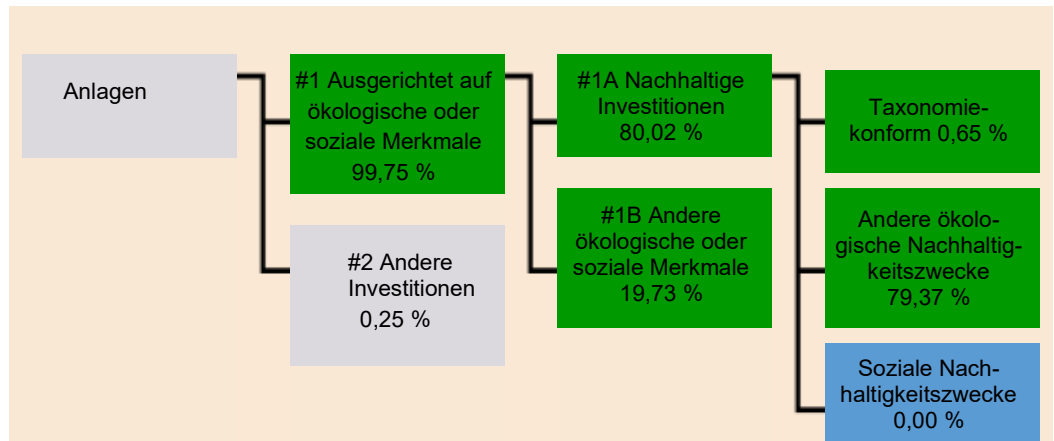 Anlagen
#1 Ausgerichtet auf
ökologische oder
soziale Merkmale
99,75 %
#2 Andere
Investitionen
0,25 %
#1A Nachhaltige
Investitionen
80,02 %
#1B Andere
ökologische oder
soziale Merkmale
19,73 %
Taxonomie-
konform 0,65 %
Andere ökolo-
gische Nachhaltig-
keitszwecke
79,37 %
Soziale Nach-
haltigkeitszwecke
0,00 %